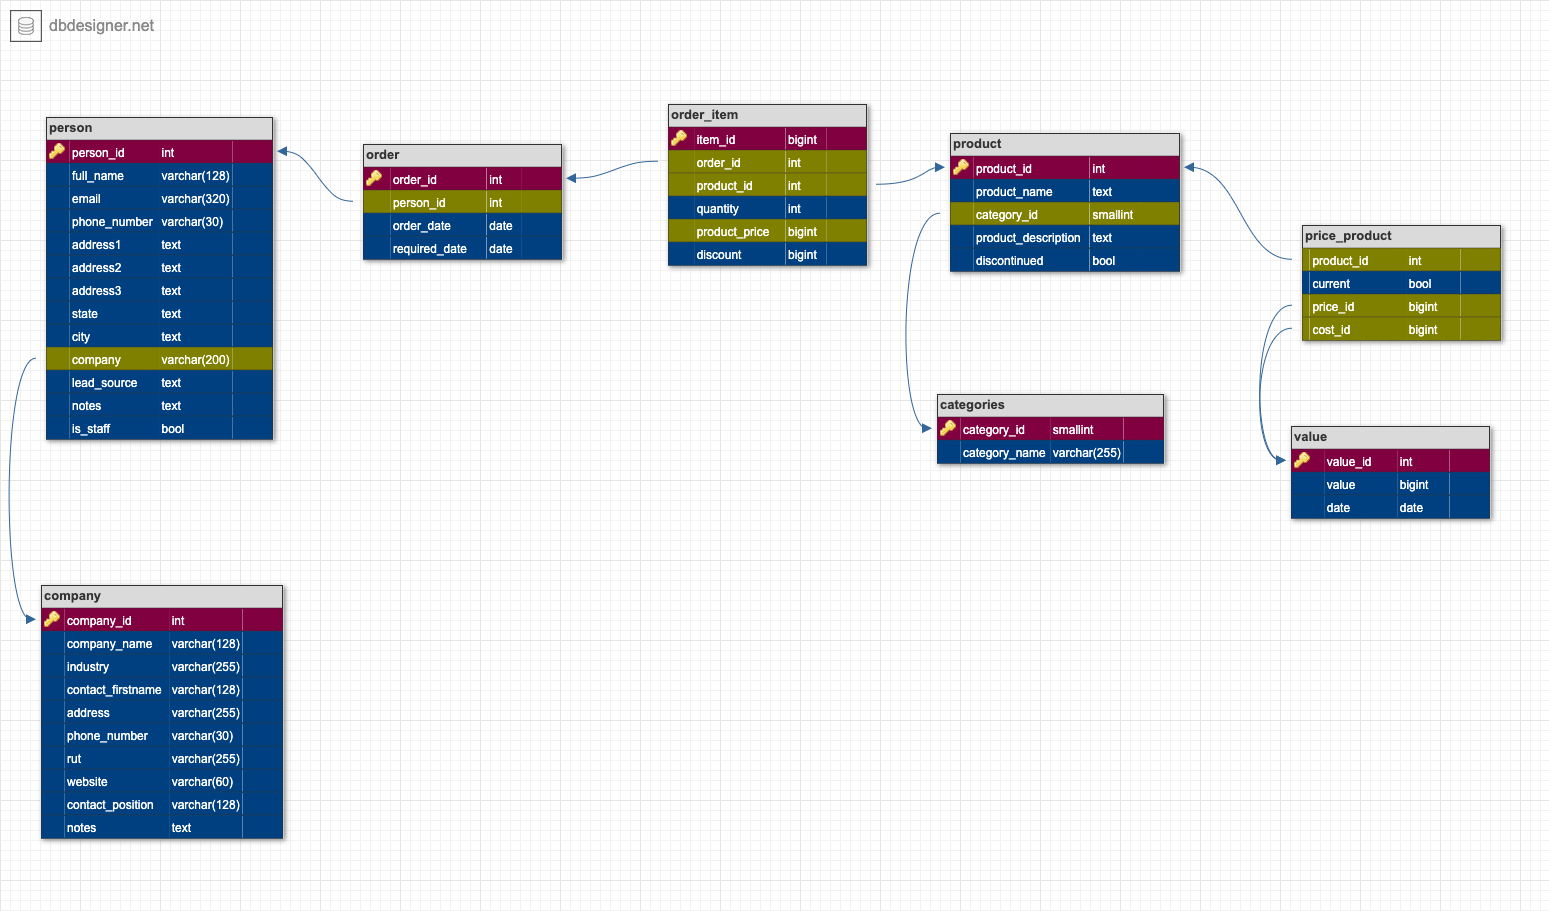 dbdesigner.net
person
person_id int
full_name varchar(128)
email varchar(320)
phone_number varchar(30)
address1 text
address2 text
address3 text
state text
city text
company varchar(200)
lead_source text
notes text
is_staff bool
order
order_id int
person_id int
order_date date
required_date date
order_item
item_id bigint
order_id int
product_id int
quantity int
product_price bigint
discount bigint
product
product_id int
product_name text
category_id smallint
product_description text
discontinued bool
price_product
product_id int
current bool
price_id bigint
cost_id bigint
categories
category_id smallint
category_name varchar(255)
value
value_id int
value bigint
date date
company
company_id int
company_name varchar(128)
industry varchar(255)
contact_firstname varchar(128)
address varchar(255)
phone_number varchar(30)
rut varchar(255)
website varchar(60)
contact_position varchar(128)
notes text